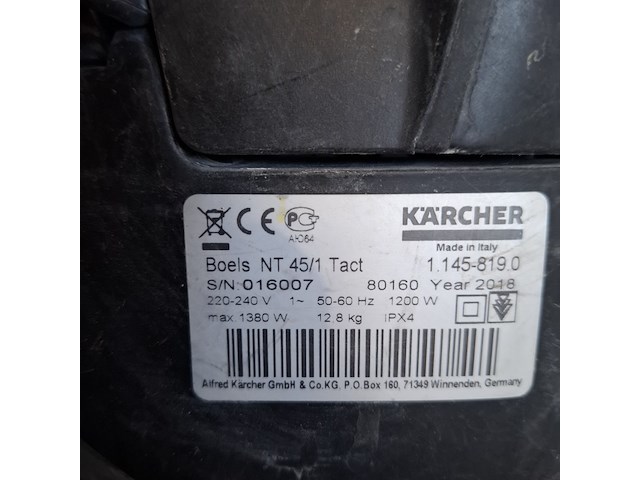 KÄRCHER
Made in Italy
Boels NT 45/1 Tact 1.145-819.0
S/N:016007 80160 Year 2018
220-240 V 1~ 50-60 Hz 1200 W
max 1380 W 12.8 kg IPX4
Alfred Kärcher GmbH & Co.KG. P.O.Box 160, 71349 Winnenden, Germany